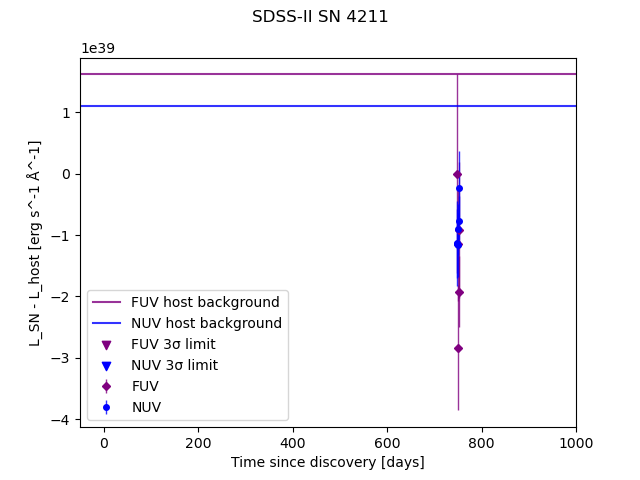 SDSS-II SN 4211
1e39
L_SN - L_host [erg s^-1 Å^-1]
1
0
−1
−2
−3
−4
FUV host background
NUV host background
FUV 3σ limit
NUV 3σ limit
FUV
NUV
0 200 400 600 800 1000
Time since discovery [days]